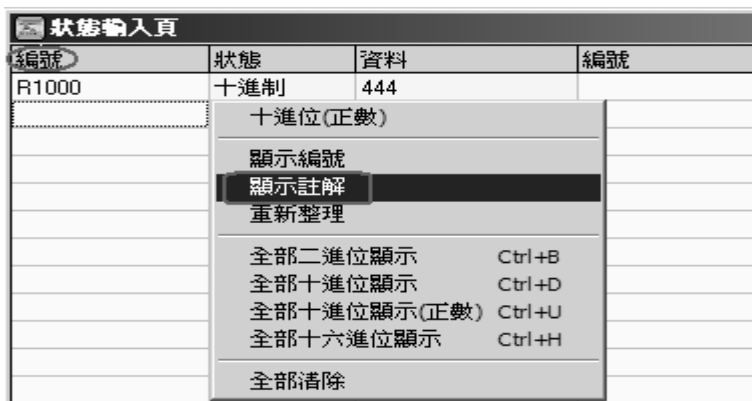 狀態輸入頁
編號 狀態 資料 編號
R1000 十進制 444
十進位(正數)
顯示編號
顯示註解
重新整理
全部二進位顯示 Ctrl+B
全部十進位顯示 Ctrl+D
全部十進位顯示(正數) Ctrl+U
全部十六進位顯示 Ctrl+H
全部清除